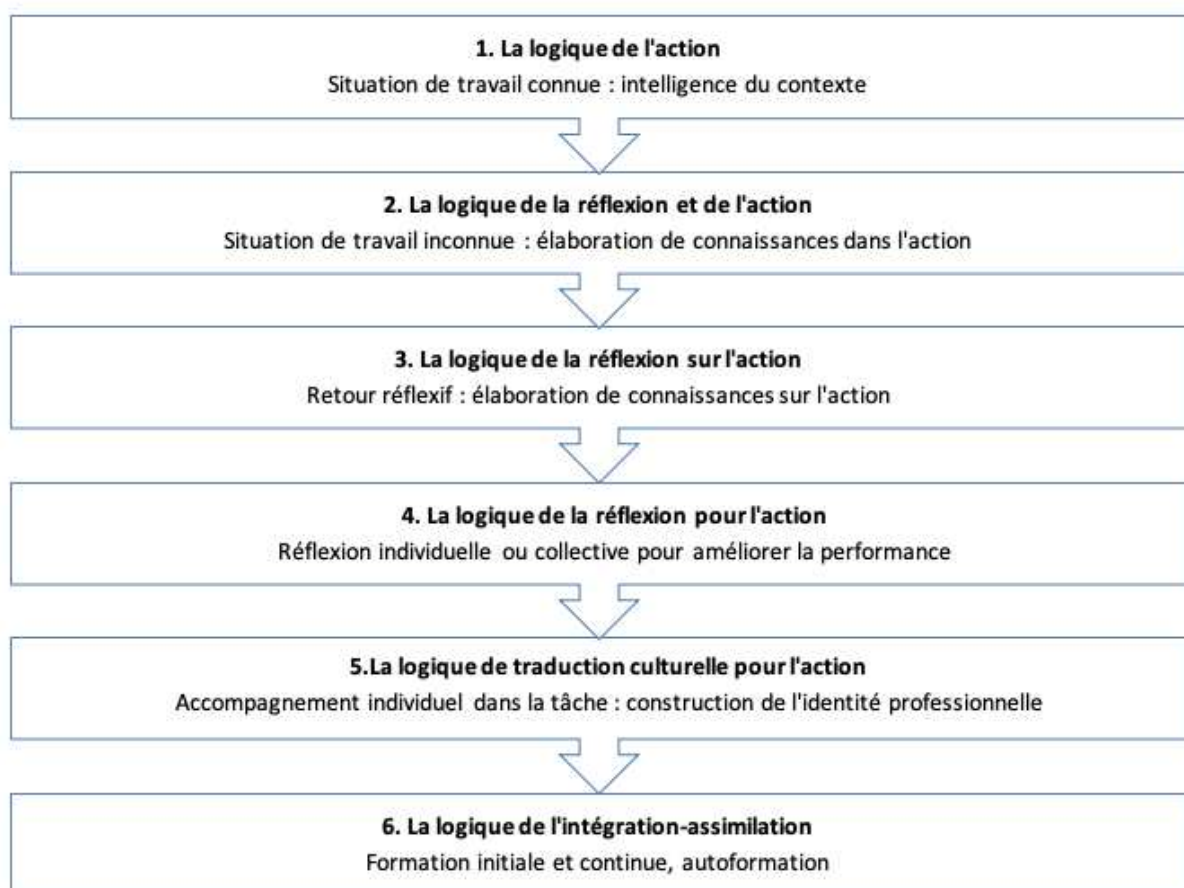 1. La logique de l'action
Situation de travail connue : intelligence du contexte
2. La logique de la réflexion et de l'action
Situation de travail inconnue : élaboration de connaissances dans l'action
3. La logique de la réflexion sur l'action
Retour réflexif : élaboration de connaissances sur l'action
4. La logique de la réflexion pour l'action
Réflexion individuelle ou collective pour améliorer la performance
5.La logique de traduction culturelle pour l'action
Accompagnement individuel dans la tâche : construction de l'identité professionnelle
6. La logique de l'intégration-assimilation
Formation initiale et continue, autoformation